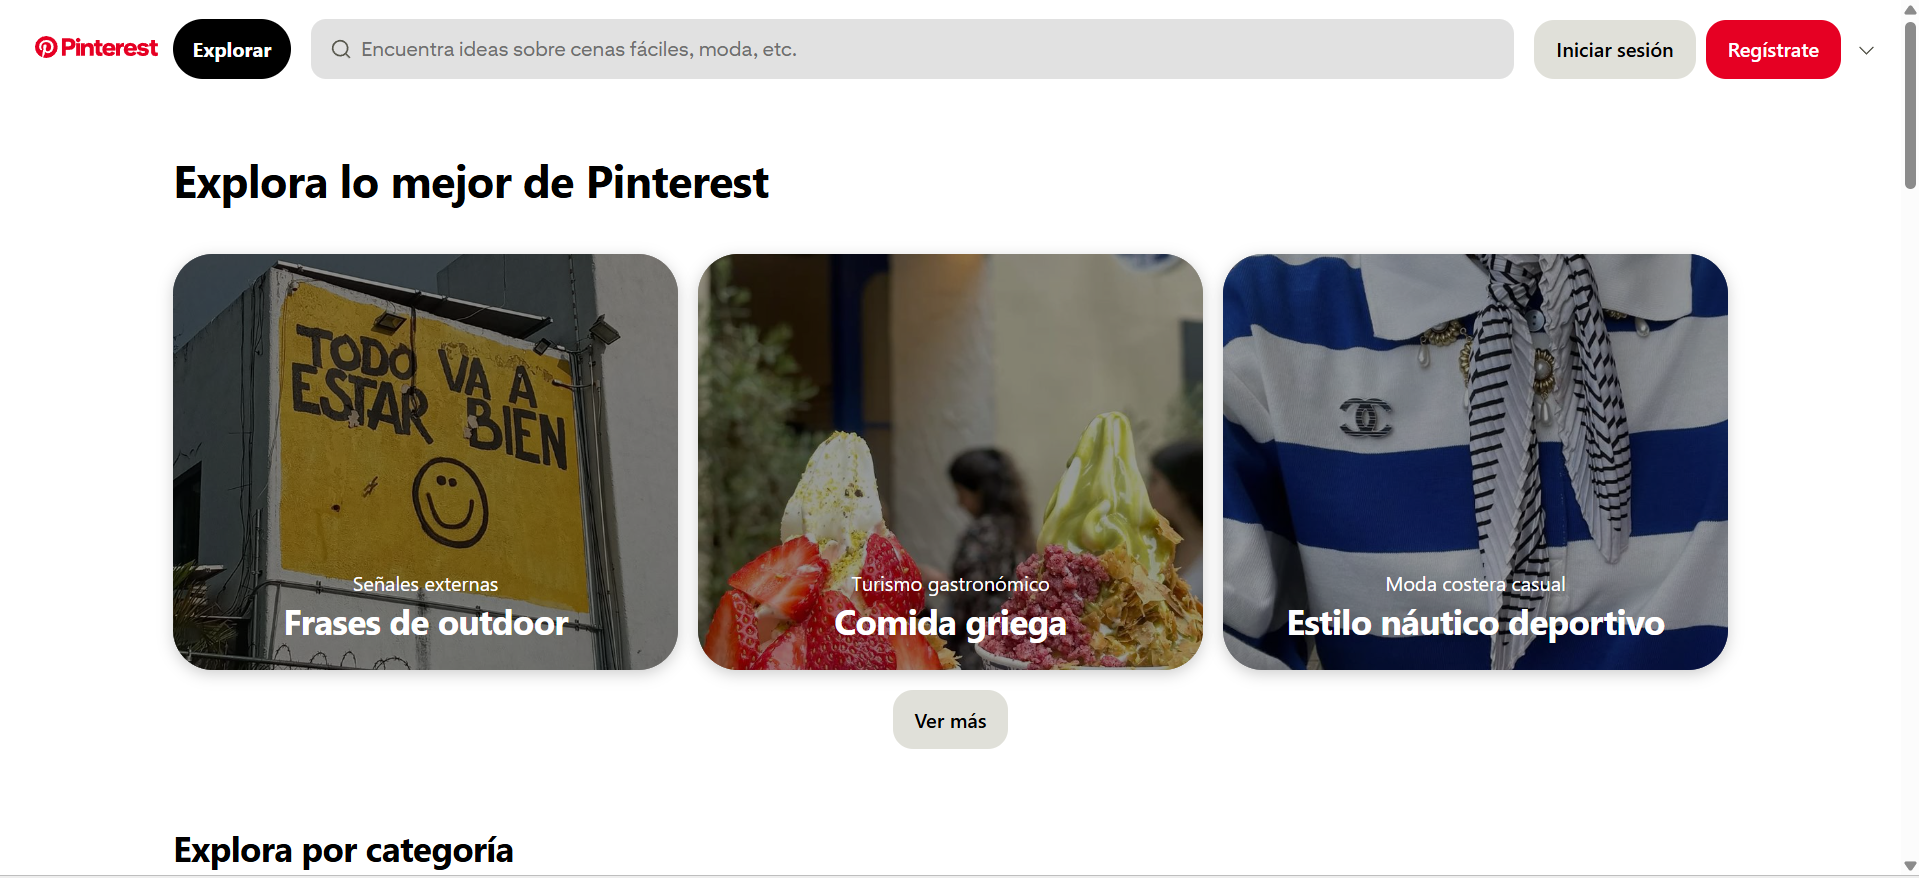 Pinterest
Explorar
Encuentra ideas sobre cenas fáciles, moda, etc.
Iniciar sesión
Regístrate
Explora lo mejor de Pinterest
TODO VA A
ESTAR BIEN
Señales externas
Frases de outdoor
Turismo gastronómico
Comida griega
Moda costera casual
Estilo náutico deportivo
Ver más
Explora por categoría